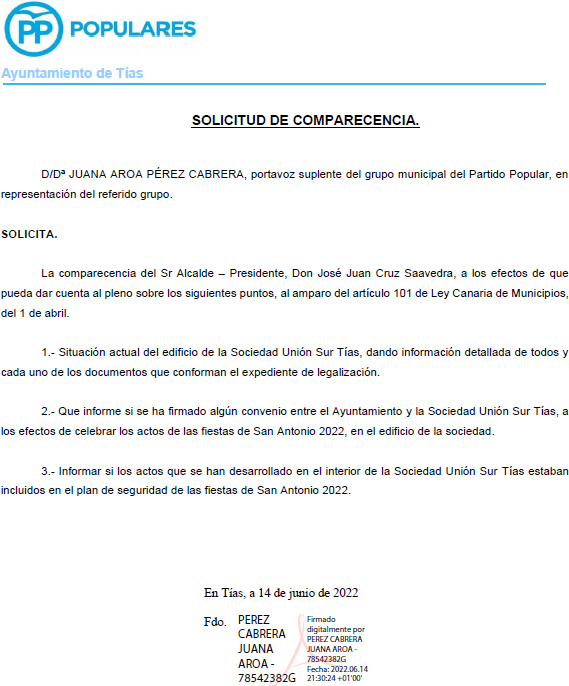 PP POPULARES
Ayuntamiento de Tías
SOLICITUD DE COMPARECENCIA.
D/Dª JUANA AROA PÉREZ CABRERA, portavoz suplente del grupo municipal del Partido Popular, en
representación del referido grupo.
SOLICITA.
La comparecencia del Sr Alcalde – Presidente, Don José Juan Cruz Saavedra, a los efectos de que
pueda dar cuenta al pleno sobre los siguientes puntos, al amparo del artículo 101 de Ley Canaria de Municipios,
del 1 de abril.
1.- Situación actual del edificio de la Sociedad Unión Sur Tías, dando información detallada de todos y
cada uno de los documentos que conforman el expediente de legalización.
2.- Que informe si se ha firmado algún convenio entre el Ayuntamiento y la Sociedad Unión Sur Tías, a
los efectos de celebrar los actos de las fiestas de San Antonio 2022, en el edificio de la sociedad.
3.- Informar si los actos que se han desarrollado en el interior de la Sociedad Unión Sur Tías estaban
incluidos en el plan de seguridad de las fiestas de San Antonio 2022.
En Tías, a 14 de junio de 2022
Fdo.
PEREZ
CABRERA
JUANA
AROA -
78542382G
Firmado
digitalmente por
PEREZ CABRERA
JUANA AROA -
78542382G
Fecha: 2022.06.14
21:30:24 +01'00'